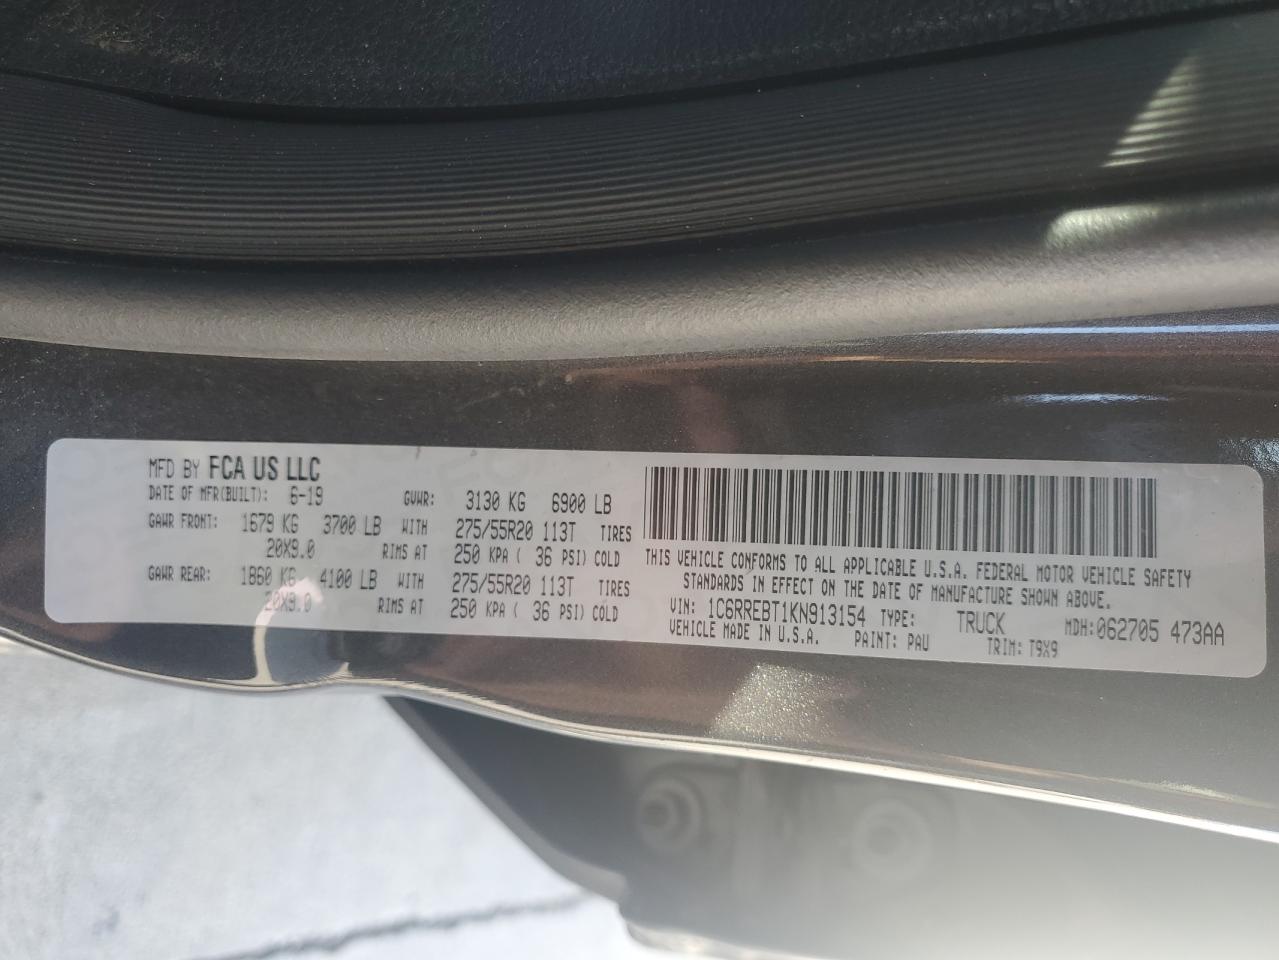 MFD BY FCA US LLC
DATE OF MFR(BUILT): 6-19 GVWR: 3130 KG 6900 LB
GAWR FRONT: 1679 KG 3700 LB WITH 275/55R20 113T TIRES
20X9.0 RIMS AT 250 KPA ( 36 PSI) COLD
GAWR REAR: 1860 KG 4100 LB WITH 275/55R20 113T TIRES
20X9.0 RIMS AT 250 KPA ( 36 PSI) COLD
THIS VEHICLE CONFORMS TO ALL APPLICABLE U.S.A. FEDERAL MOTOR VEHICLE SAFETY
STANDARDS IN EFFECT ON THE DATE OF MANUFACTURE SHOWN ABOVE.
VIN: 1C6RREBT1KN913154 TYPE: TRUCK MDH:062705 473AA
VEHICLE MADE IN U.S.A. PAINT: PAU TRIM: T9X9